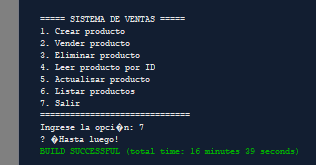 ===== SISTEMA DE VENTAS =====
1. Crear producto
2. Vender producto
3. Eliminar producto
4. Leer producto por ID
5. Actualizar producto
6. Listar productos
7. Salir
==============================
Ingrese la opci�n: 7
? �Hasta luego!
BUILD SUCCESSFUL (total time: 16 minutes 39 seconds)